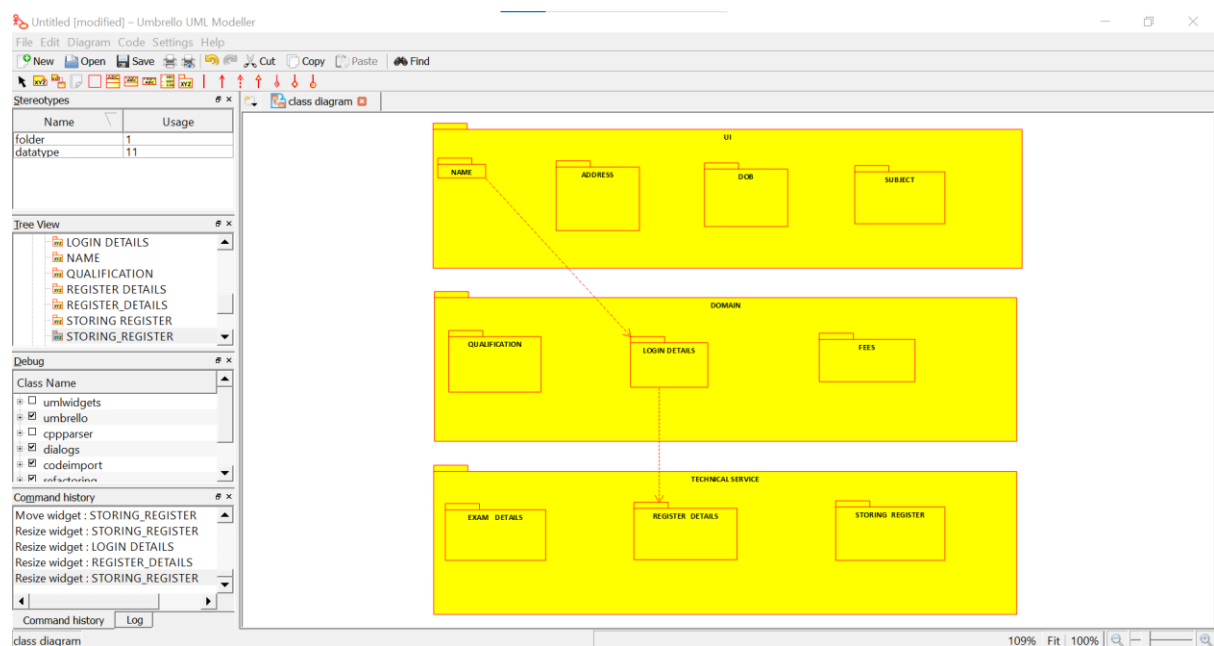 Untitled [modified] – Umbrello UML Modeller
File Edit Diagram Code Settings Help
New Open Save Cut Copy Paste Find
Stereotypes
class diagram
Name Usage
folder 1
datatype 11
Tree View
LOGIN DETAILS
NAME
QUALIFICATION
REGISTER DETAILS
REGISTER_DETAILS
STORING REGISTER
STORING_REGISTER
Debug
Class Name
umlwidgets
umbrello
cppparser
dialogs
codeimport
refactoring
Command history
Move widget : STORING_REGISTER
Resize widget : STORING_REGISTER
Resize widget : LOGIN DETAILS
Resize widget : REGISTER_DETAILS
Resize widget : STORING_REGISTER
Command history Log
UI
NAME ADDRESS DOB SUBJECT
DOMAIN
QUALIFICATION LOGIN DETAILS FEES
TECHNICAL SERVICE
EXAM DETAILS REGISTER DETAILS STORING REGISTER
class diagram 109% Fit 100%